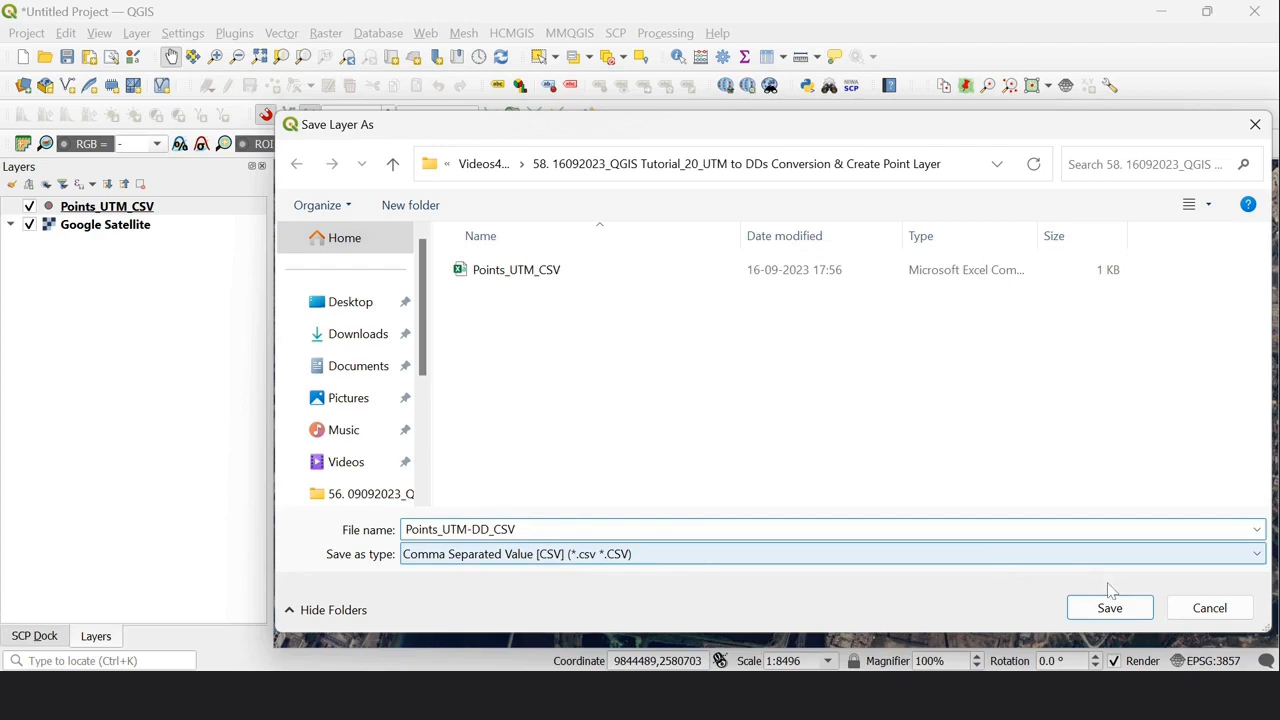 *Untitled Project — QGIS
Project Edit View Layer Settings Plugins Vector Raster Database Web Mesh HCMGIS MMQGIS SCP Processing Help
RGB = - ROI
Layers
Points_UTM_CSV
Google Satellite
Save Layer As
« Videos4... › 58. 16092023_QGIS Tutorial_20_UTM to DDs Conversion & Create Point Layer
Search 58. 16092023_QGIS ...
Organize New folder
Home
Desktop
Downloads
Documents
Pictures
Music
Videos
56. 09092023_Q
Name Date modified Type Size
Points_UTM_CSV 16-09-2023 17:56 Microsoft Excel Com... 1 KB
File name: Points_UTM-DD_CSV
Save as type: Comma Separated Value [CSV] (*.csv *.CSV)
Hide Folders
Save Cancel
SCP Dock Layers
Type to locate (Ctrl+K)
Coordinate 9844489,2580703 Scale 1:8496 Magnifier 100% Rotation 0.0 ° Render EPSG:3857